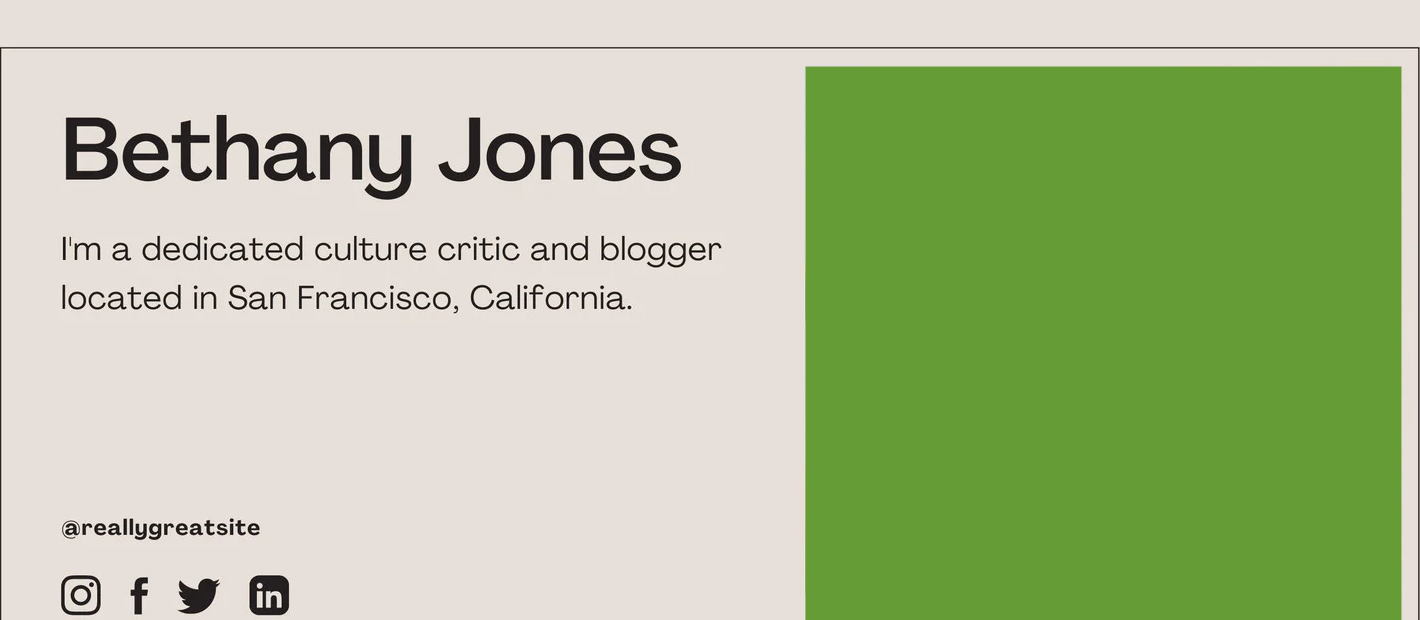 Bethany Jones
I'm a dedicated culture critic and blogger
located in San Francisco, California.
@reallygreatsite